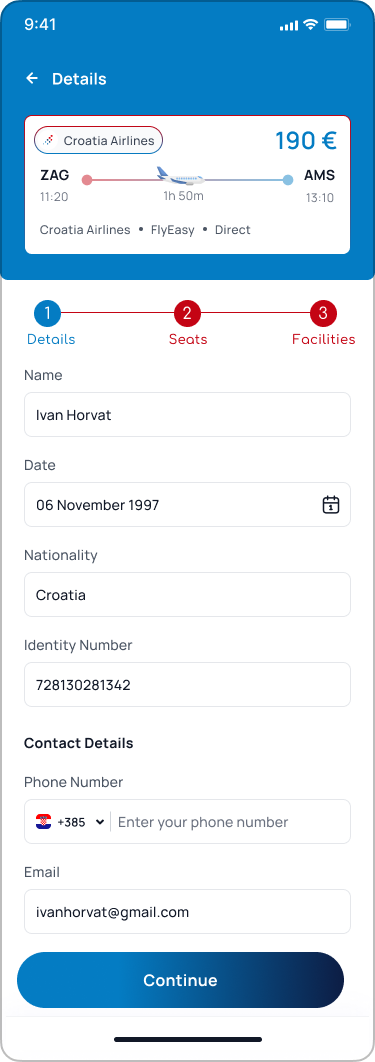 9:41
Details
Croatia Airlines 190 €
ZAG AMS
11:20 1h 50m 13:10
Croatia Airlines • FlyEasy • Direct
1 2 3
Details Seats Facilities
Name
Ivan Horvat
Date
06 November 1997
Nationality
Croatia
Identity Number
728130281342
Contact Details
Phone Number
+385 Enter your phone number
Email
ivanhorvat@gmail.com
Continue